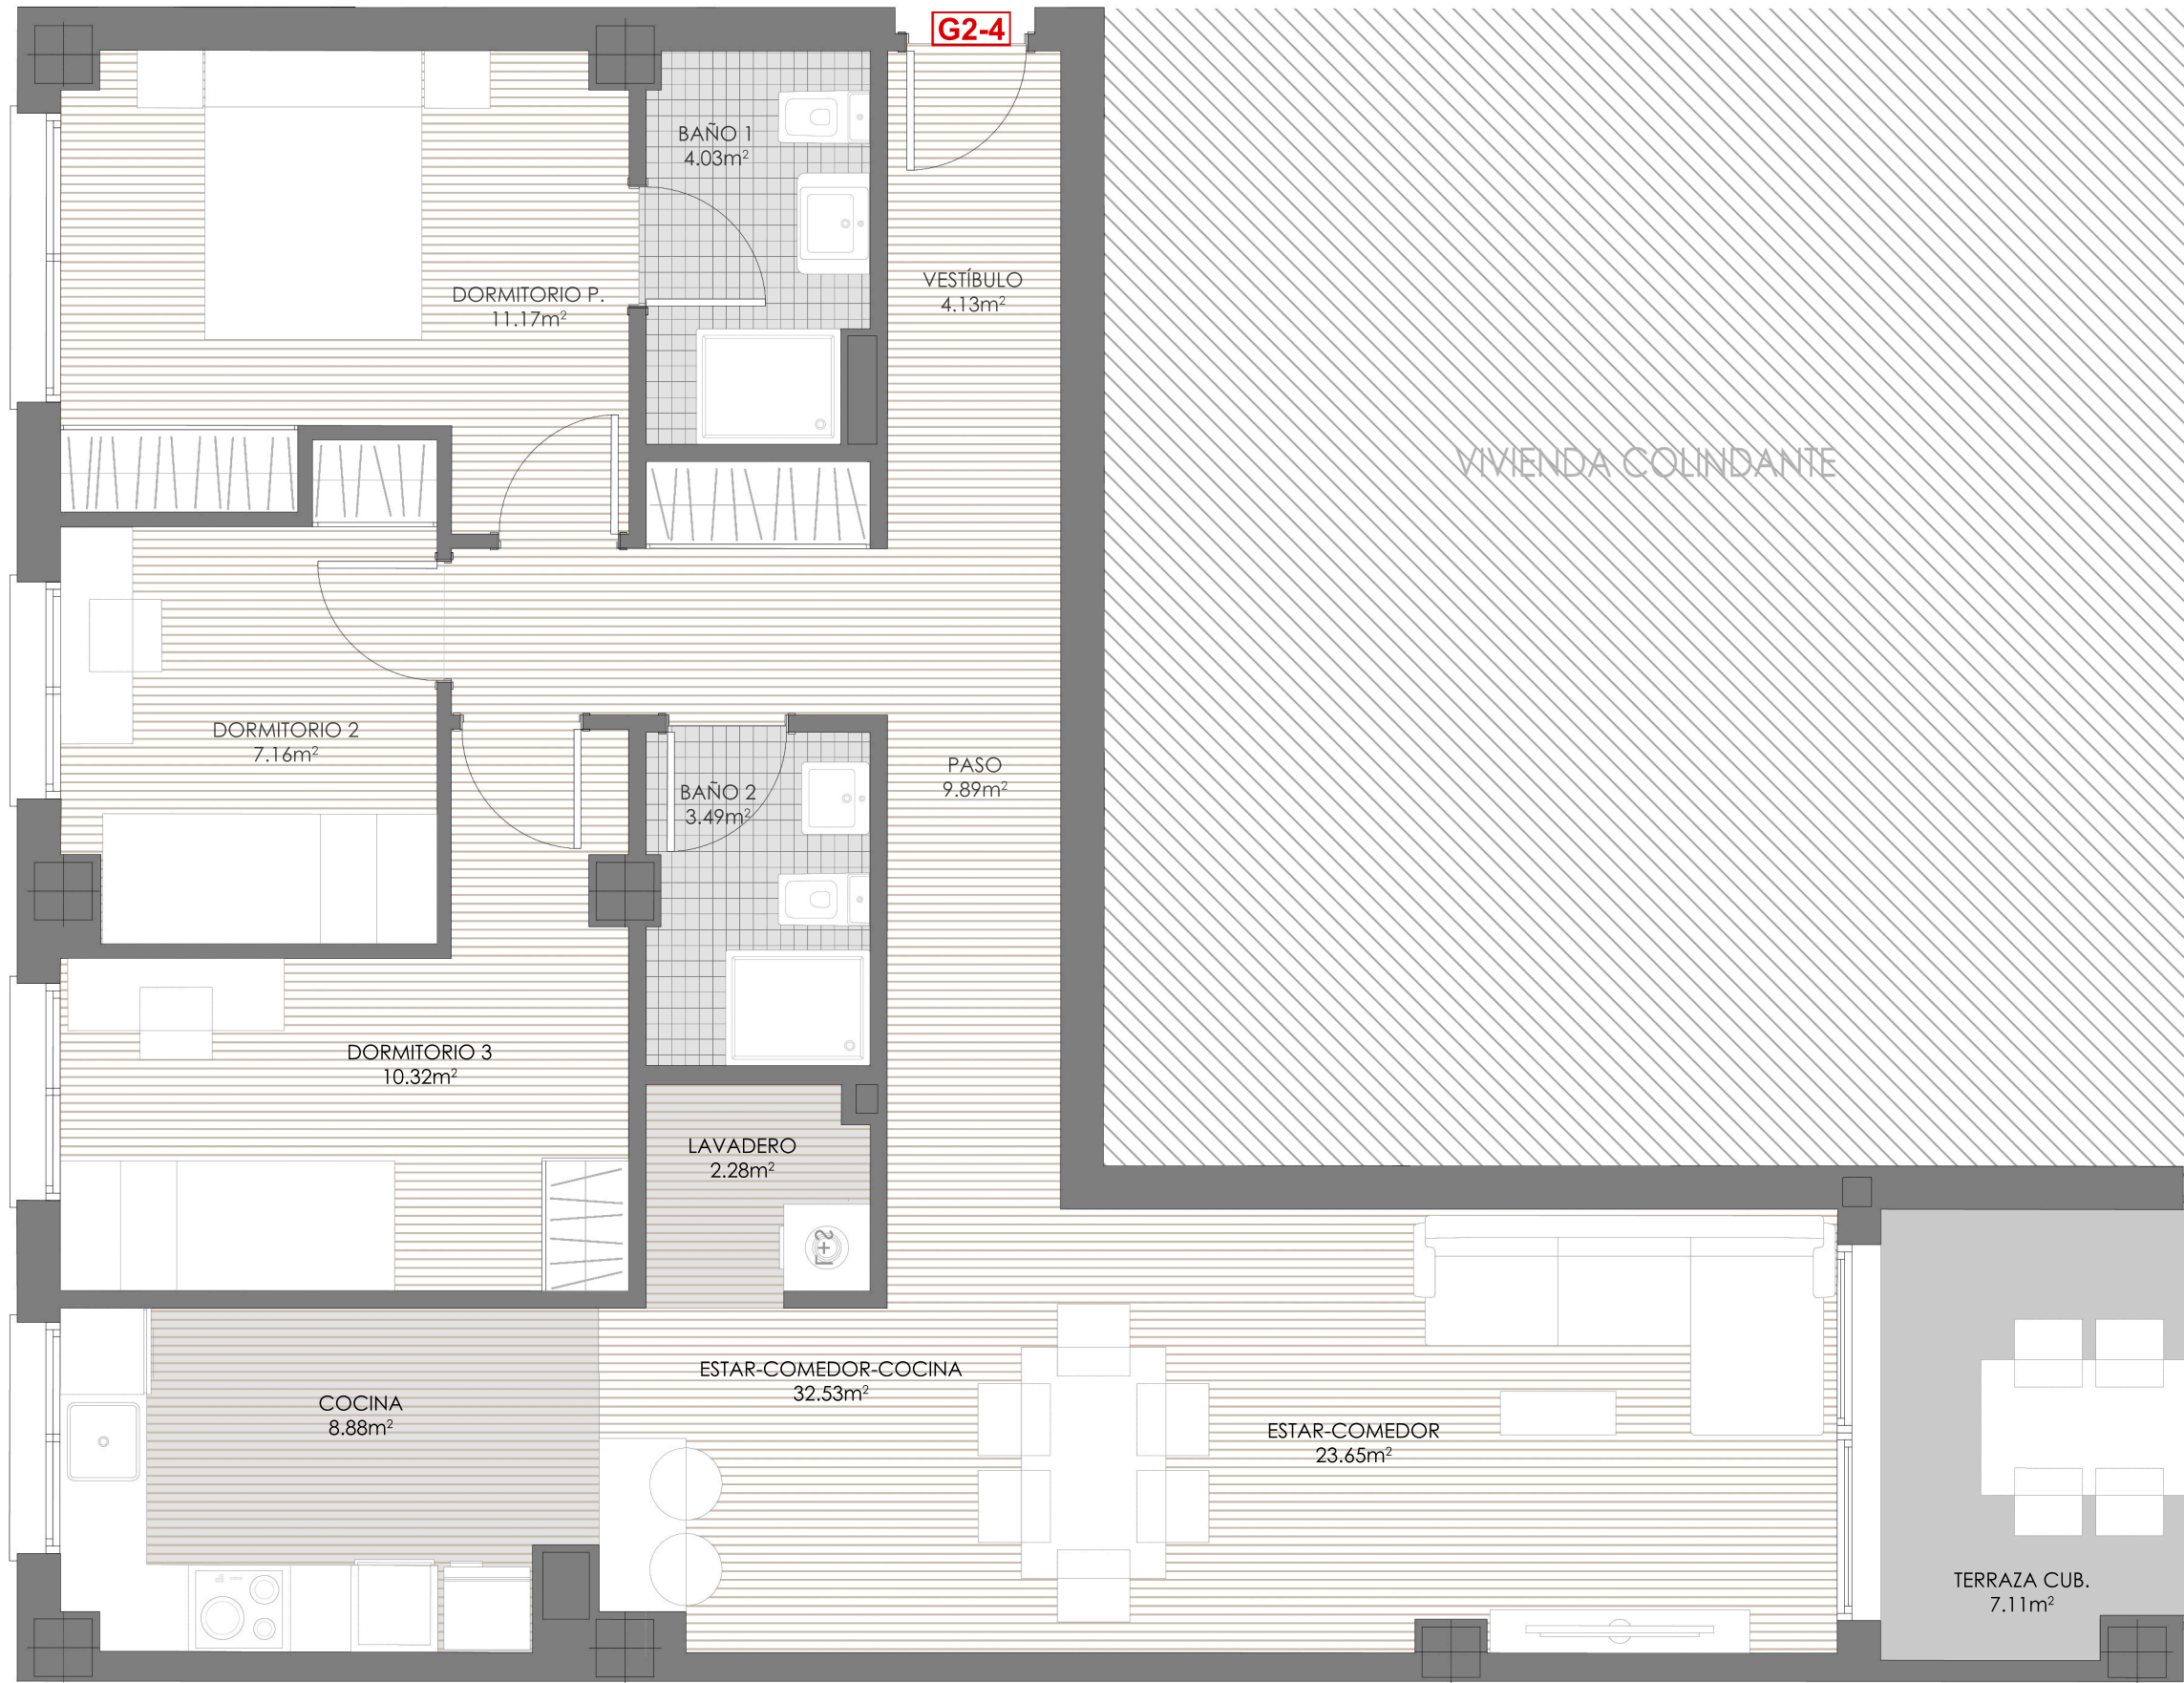 G2-4
BAÑO 1
4.03m²
VESTÍBULO
4.13m²
DORMITORIO P.
11.17m²
VIVIENDA COLINDANTE
DORMITORIO 2
7.16m²
PASO
9.89m²
BAÑO 2
3.49m²
DORMITORIO 3
10.32m²
LAVADERO
2.28m²
L+S
ESTAR-COMEDOR-COCINA
32.53m²
COCINA
8.88m²
ESTAR-COMEDOR
23.65m²
TERRAZA CUB.
7.11m²